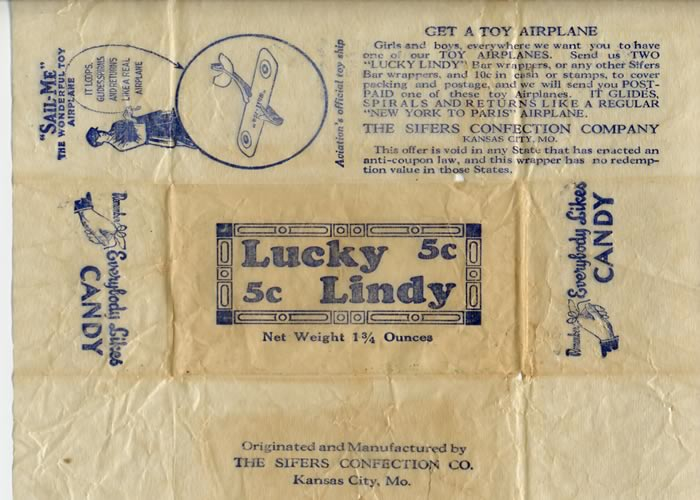 "SAIL-ME"
THE WONDERFUL TOY
AIRPLANE
IT LOOPS,
GLIDES SPIRALS
AND RETURNS
LIKE A REAL
AIRPLANE
Aviation's official toy ship
GET A TOY AIRPLANE
Girls and boys, everywhere we want you to have
one of our TOY AIRPLANES. Send us TWO
"LUCKY LINDY" Bar wrappers, or any other Sifers
Bar wrappers, and 10c in cash or stamps, to cover
packing and postage, and we will send you POST-
PAID one of these toy Airplanes. IT GLIDES,
SPIRALS AND RETURNS LIKE A REGULAR
"NEW YORK TO PARIS" AIRPLANE.
THE SIFERS CONFECTION COMPANY
KANSAS CITY, MO.
This offer is void in any State that has enacted an
anti-coupon law, and this wrapper has no redemp-
tion value in those States.
Remember
Everybody Likes
CANDY
Lucky 5c
5c Lindy
Net Weight 1¾ Ounces
Remember
Everybody Likes
CANDY
Originated and Manufactured by
THE SIFERS CONFECTION CO.
Kansas City, Mo.